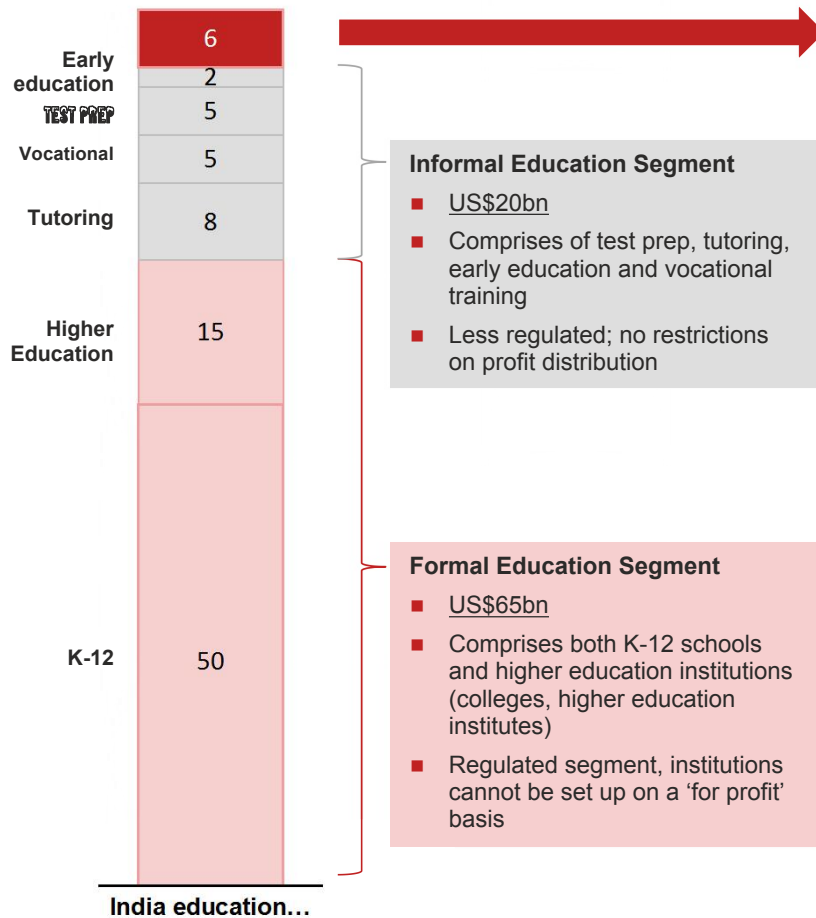 6
Early
education
2
TEST PREP
5
Vocational
5
Tutoring
8
Informal Education Segment
US$20bn
Comprises of test prep, tutoring,
early education and vocational
training
Less regulated; no restrictions
on profit distribution
Higher
Education
15
Formal Education Segment
US$65bn
Comprises both K-12 schools
and higher education institutions
(colleges, higher education
institutes)
Regulated segment, institutions
cannot be set up on a ‘for profit’
basis
K-12
50
India education...